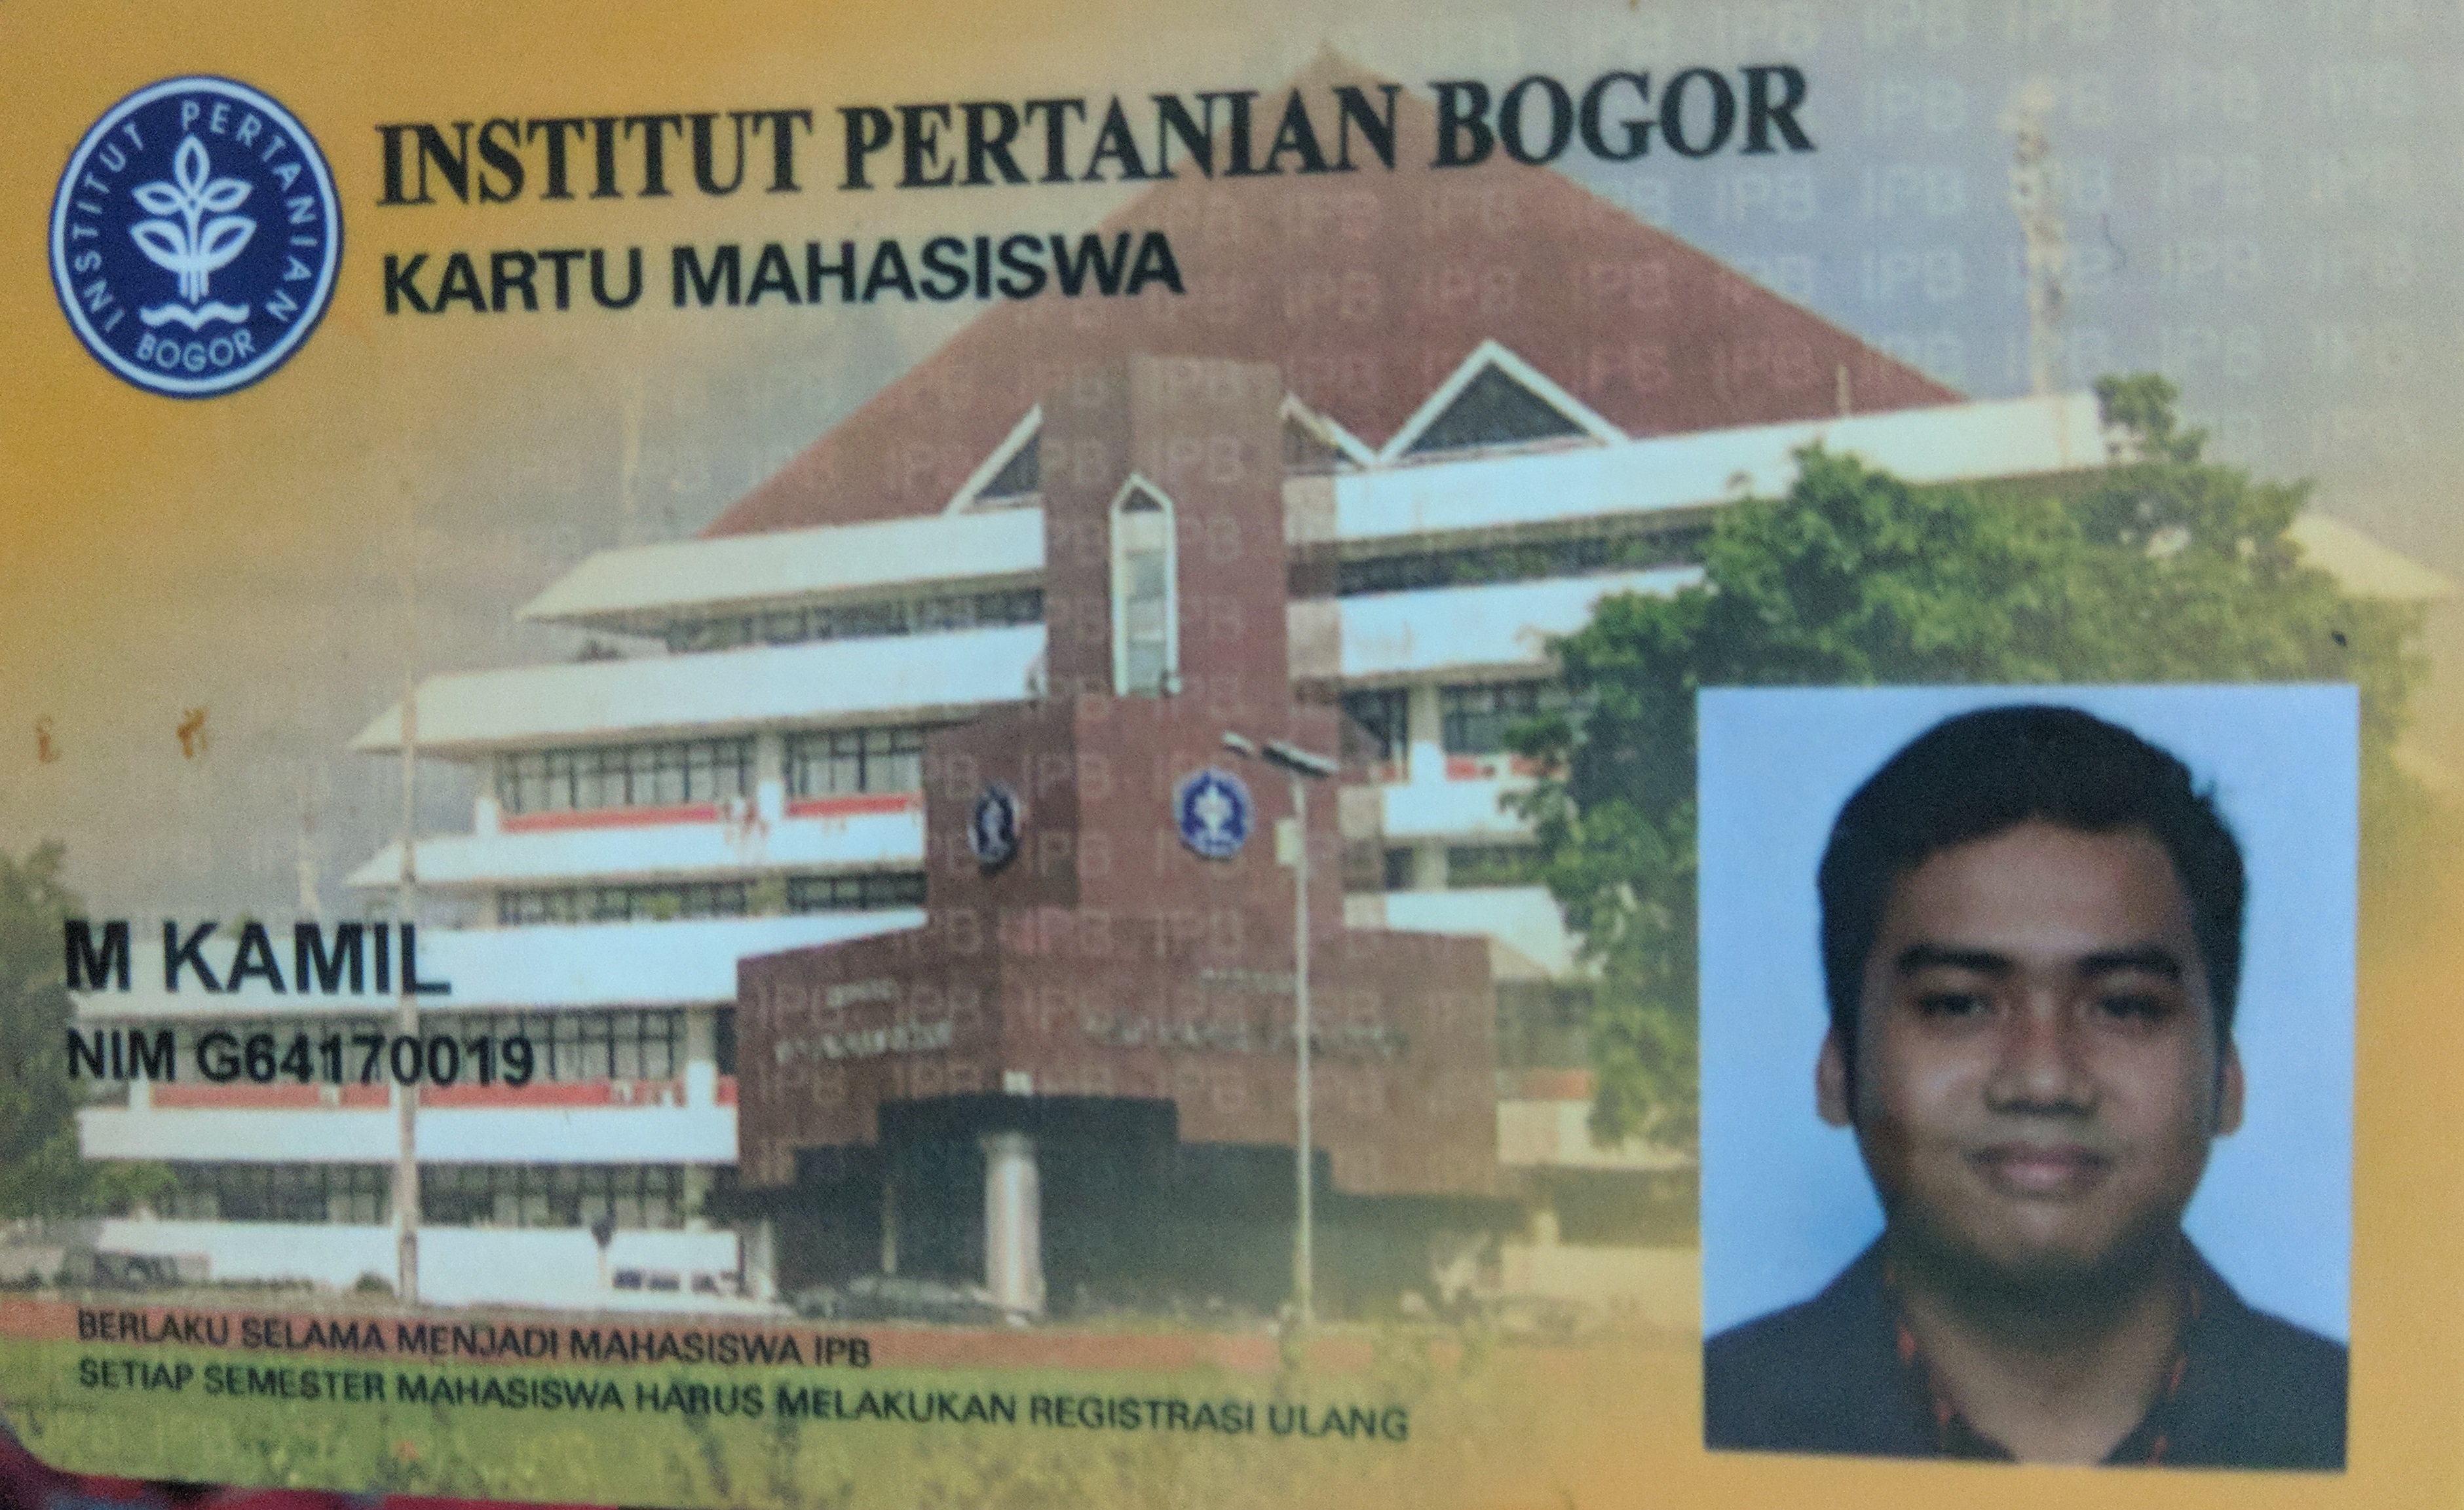 INSTITUT PERTANIAN BOGOR
INSTITUT PERTANIAN BOGOR
KARTU MAHASISWA
M KAMIL
NIM G64170019
BERLAKU SELAMA MENJADI MAHASISWA IPB
SETIAP SEMESTER MAHASISWA HARUS MELAKUKAN REGISTRASI ULANG